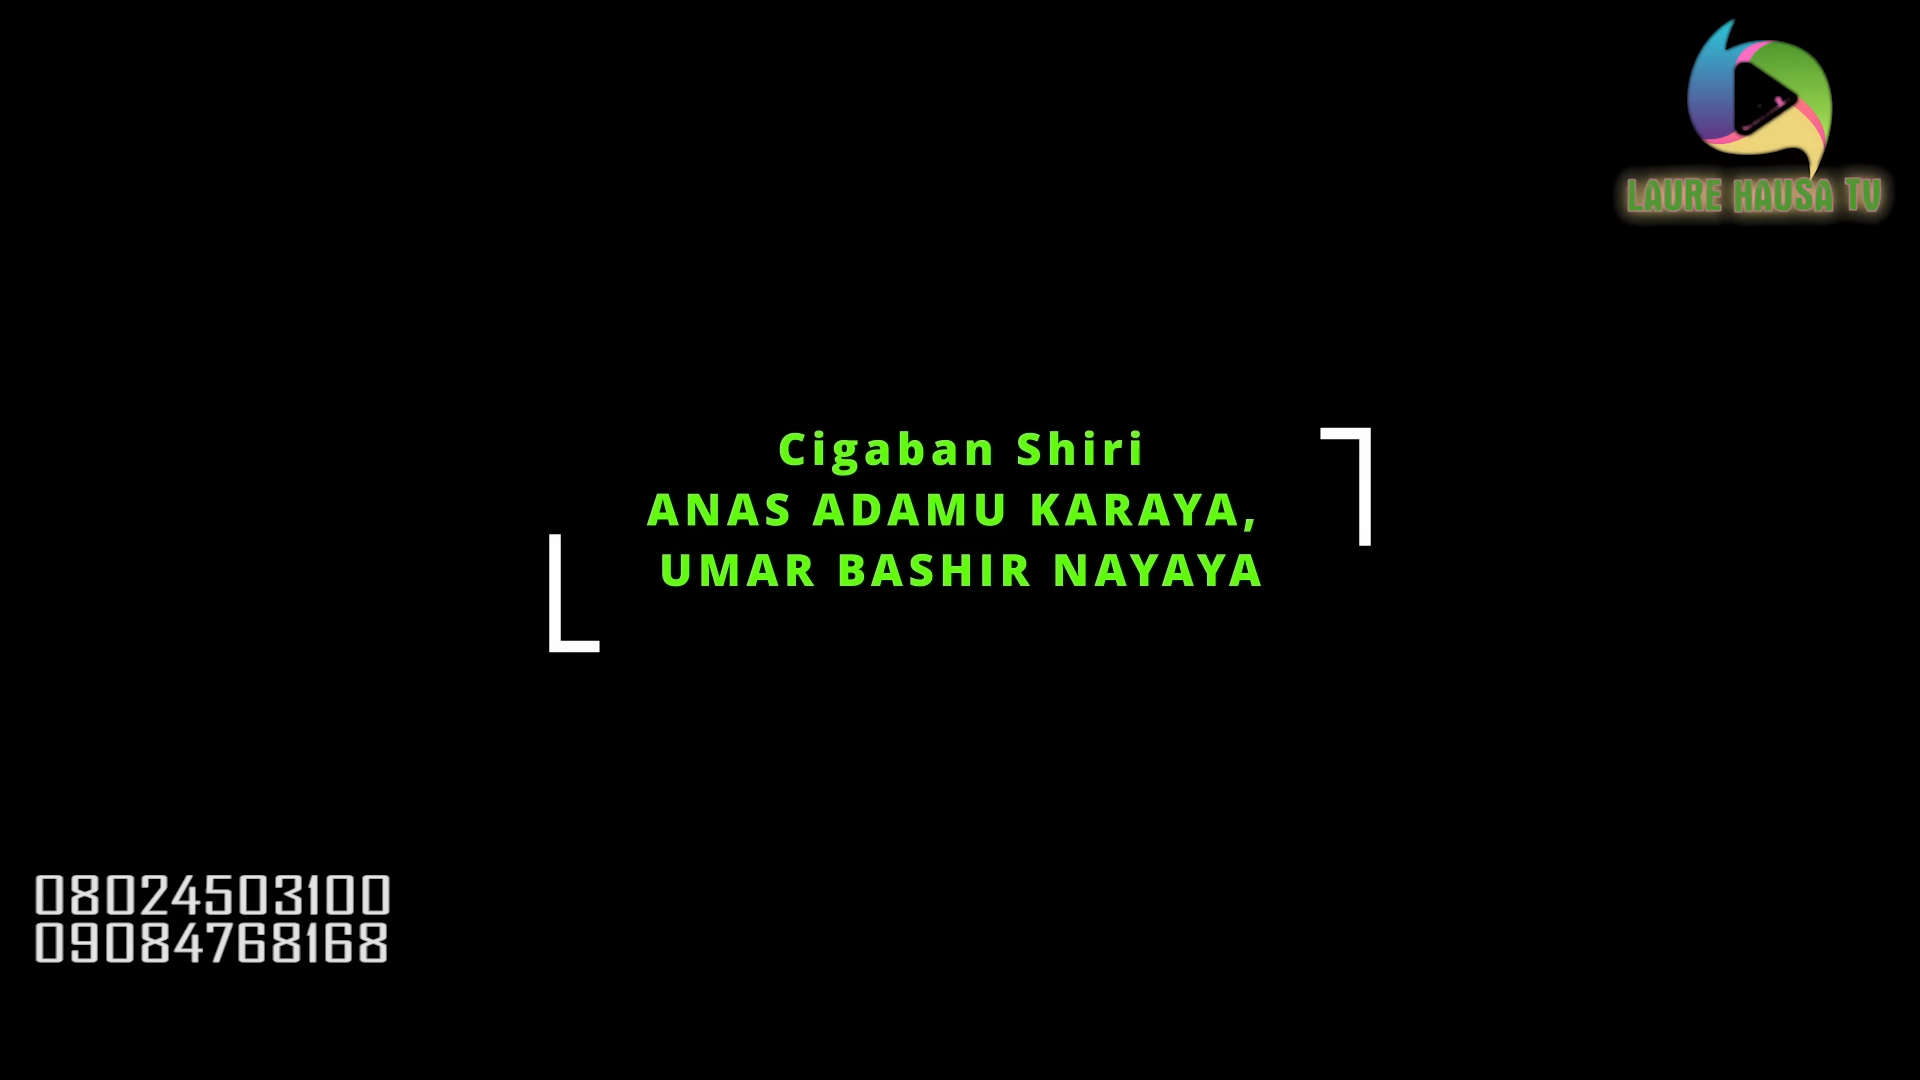 LAURE HAUSA TV
Cigaban Shiri
ANAS ADAMU KARAYA,
UMAR BASHIR NAYAYA
08024503100
09084768168